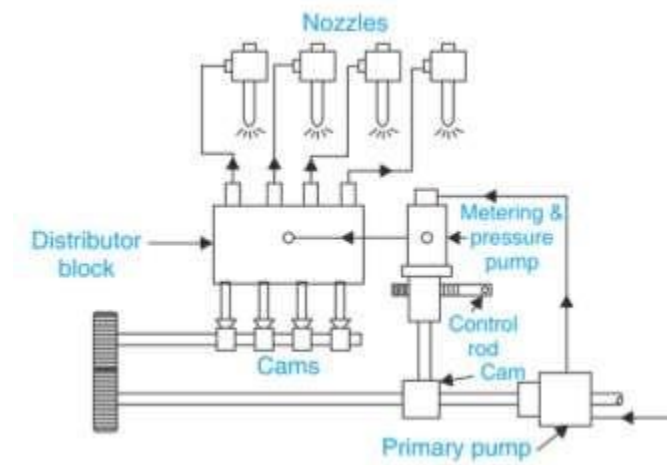 Nozzles
Distributor
block
Metering &
pressure
pump
Control
rod
Cam
Cams
Primary pump